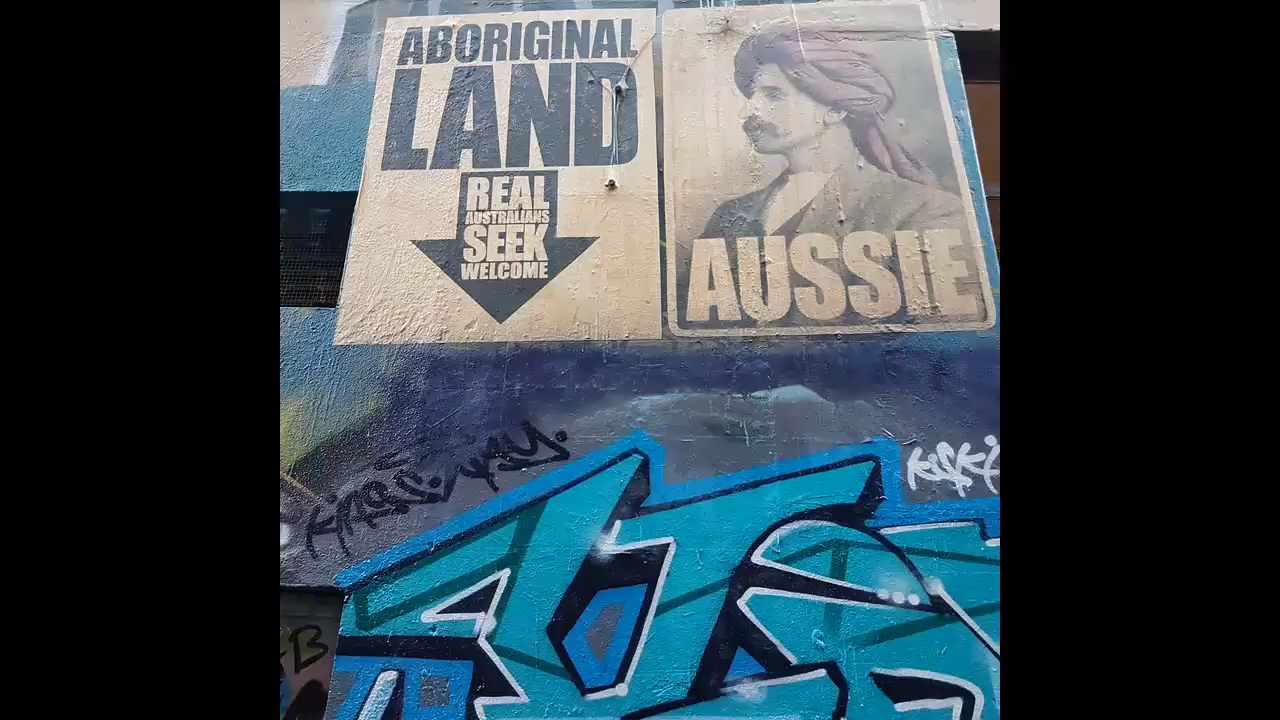 ABORIGINAL
LAND
REAL
AUSTRALIANS
SEEK
WELCOME
AUSSIE